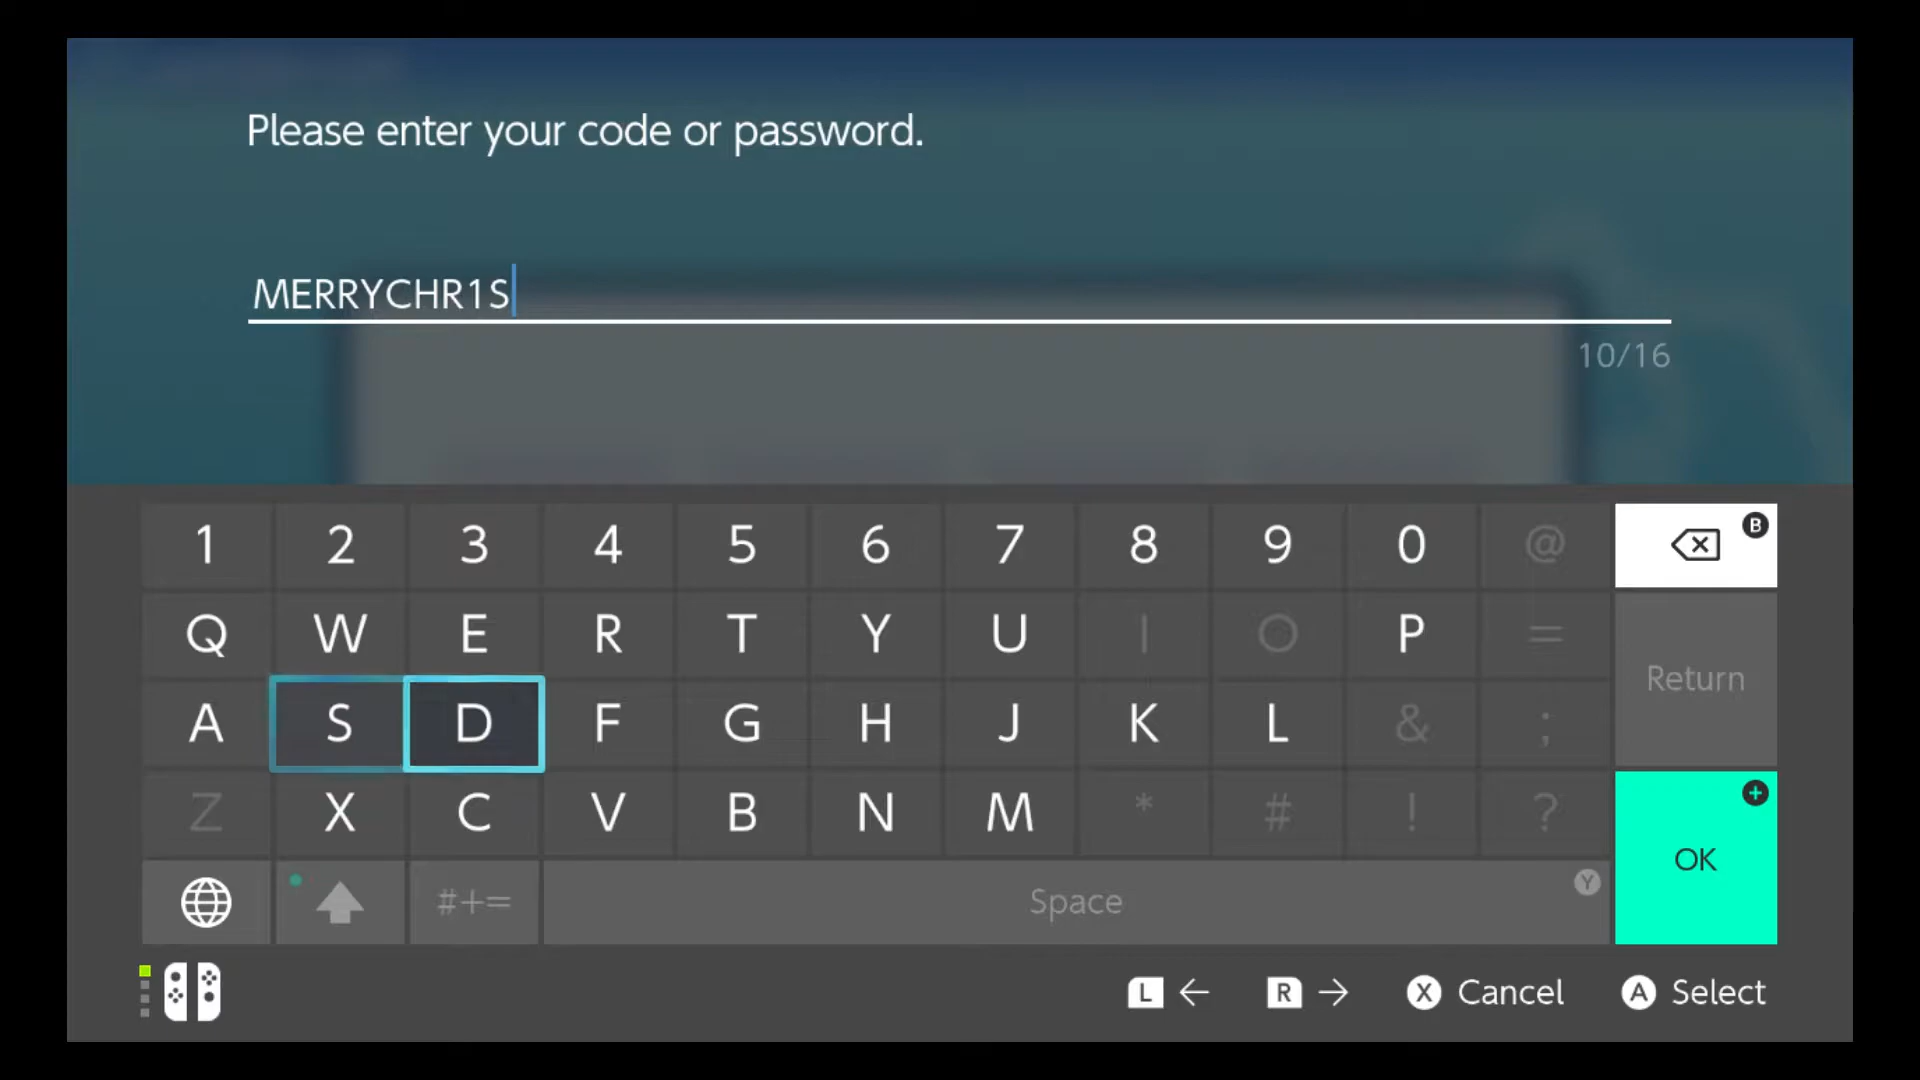 Please enter your code or password.
MERRYCHR1S
10/16
1 2 3 4 5 6 7 8 9 0 @ B
Q W E R T Y U I O P = Return
A S D F G H J K L & ;
Z X C V B N M * # ! ? + OK
#+= Space Y
L ← R → X Cancel A Select